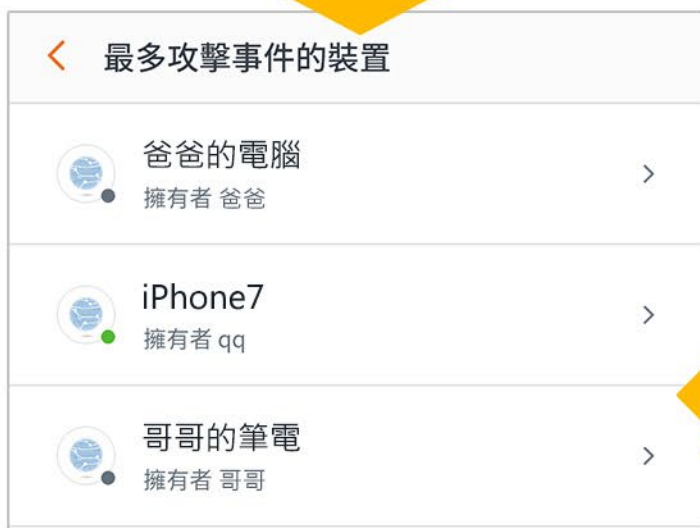 最多攻擊事件的裝置
爸爸的電腦
擁有者 爸爸
iPhone7
擁有者 qq
哥哥的筆電
擁有者 哥哥